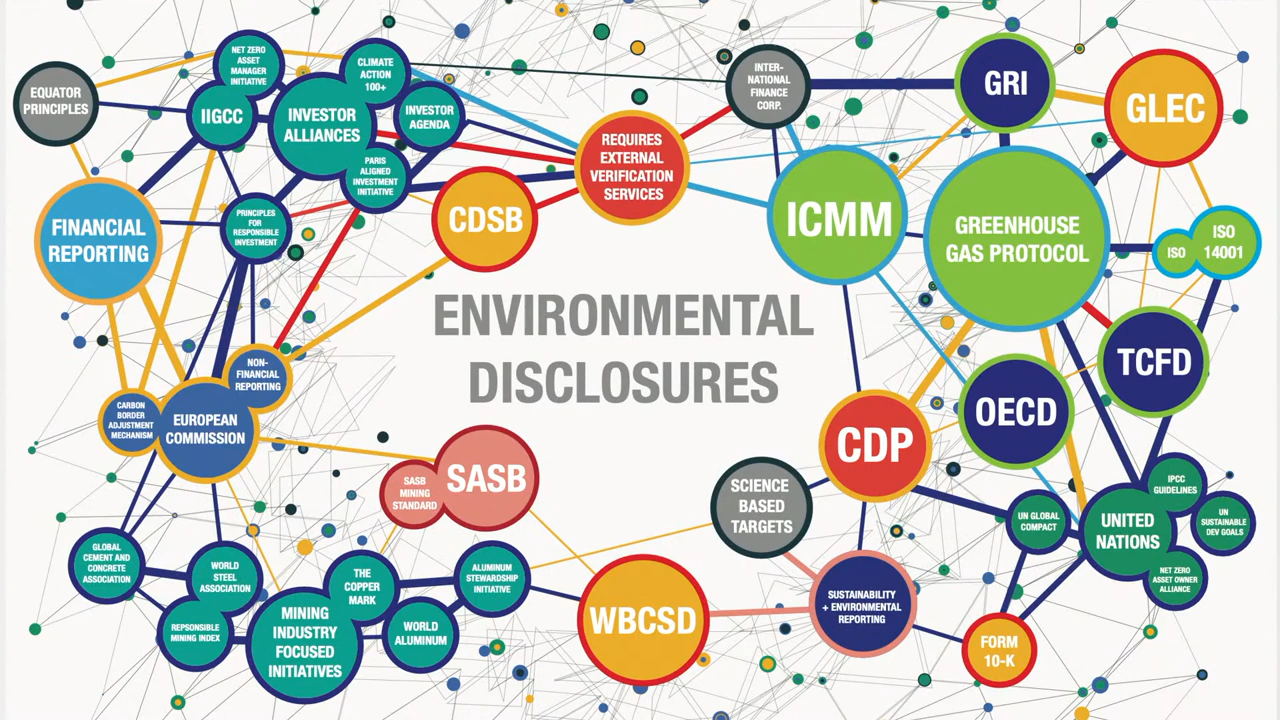 NET ZERO
ASSET
MANAGER
INITIATIVE
CLIMATE
ACTION
100+
EQUATOR
PRINCIPLES
IIGCC
INVESTOR
ALLIANCES
INVESTOR
AGENDA
PARIS
ALIGNED
INVESTMENT
INITIATIVE
REQUIRES
EXTERNAL
VERIFICATION
SERVICES
INTER-
NATIONAL
FINANCE
CORP.
GRI
GLEC
FINANCIAL
REPORTING
PRINCIPLES
FOR
RESPONSIBLE
INVESTMENT
CDSB
ICMM
GREENHOUSE
GAS PROTOCOL
ISO
ISO
14001
ENVIRONMENTAL
DISCLOSURES
NON-
FINANCIAL
REPORTING
CARBON
BORDER
ADJUSTMENT
MECHANISM
EUROPEAN
COMMISSION
TCFD
OECD
CDP
SASB
MINING
STANDARD
SASB
SCIENCE
BASED
TARGETS
UN GLOBAL
COMPACT
UNITED
NATIONS
IPCC
GUIDELINES
UN
SUSTAINABLE
DEV GOALS
NET ZERO
ASSET OWNER
ALLIANCE
GLOBAL
CEMENT AND
CONCRETE
ASSOCIATION
WORLD
STEEL
ASSOCIATION
THE
COPPER
MARK
ALUMINUM
STEWARDSHIP
INITIATIVE
REPSONSIBLE
MINING INDEX
MINING
INDUSTRY
FOCUSED
INITIATIVES
WORLD
ALUMINUM
WBCSD
SUSTAINABILITY
+ ENVIRONMENTAL
REPORTING
FORM
10-K